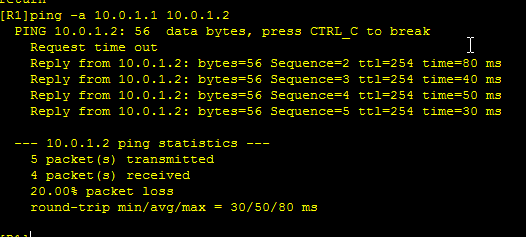 return
[R1]ping -a 10.0.1.1 10.0.1.2
PING 10.0.1.2: 56 data bytes, press CTRL_C to break
Request time out
Reply from 10.0.1.2: bytes=56 Sequence=2 ttl=254 time=80 ms
Reply from 10.0.1.2: bytes=56 Sequence=3 ttl=254 time=40 ms
Reply from 10.0.1.2: bytes=56 Sequence=4 ttl=254 time=50 ms
Reply from 10.0.1.2: bytes=56 Sequence=5 ttl=254 time=30 ms
--- 10.0.1.2 ping statistics ---
5 packet(s) transmitted
4 packet(s) received
20.00% packet loss
round-trip min/avg/max = 30/50/80 ms
[R1]